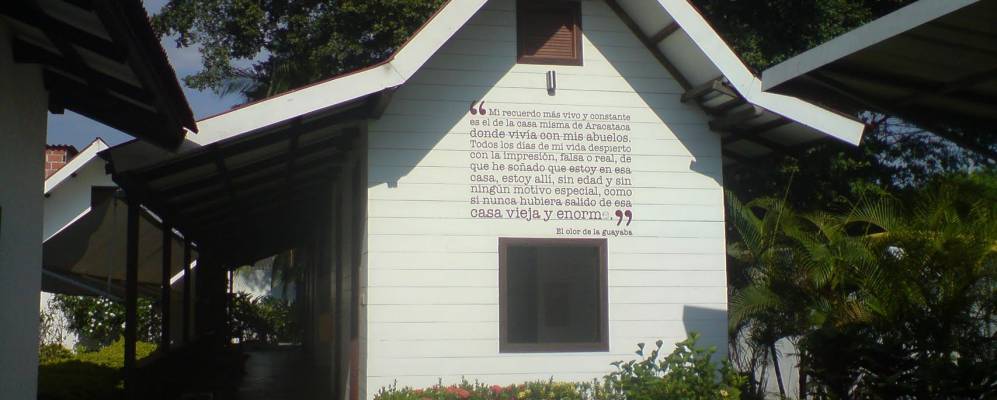 “Mi recuerdo más vivo y constante
es el de la casa misma de Aracataca
donde vivía con mis abuelos.
Todos los días de mi vida despierto
con la impresión, falsa o real, de
que he soñado que estoy en esa
casa, estoy allí, sin edad y sin
ningún motivo especial, como
si nunca hubiera salido de esa
casa vieja y enorme.”
El olor de la guayaba